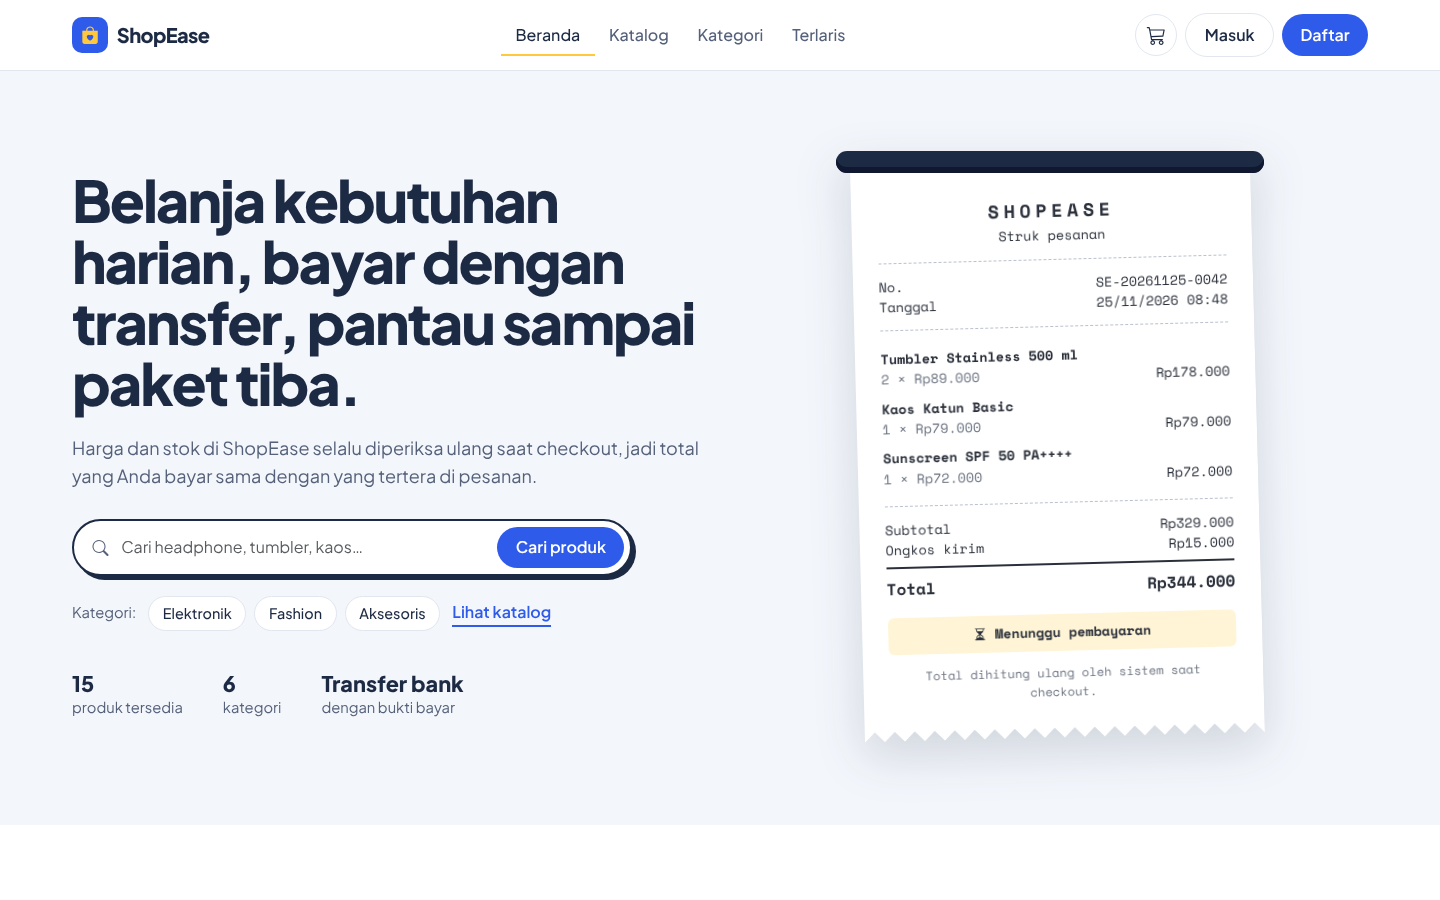 ShopEase
Beranda Katalog Kategori Terlaris
Masuk Daftar
Belanja kebutuhan
harian, bayar dengan
transfer, pantau sampai
paket tiba.
Harga dan stok di ShopEase selalu diperiksa ulang saat checkout, jadi total
yang Anda bayar sama dengan yang tertera di pesanan.
Cari headphone, tumbler, kaos... Cari produk
Kategori: Elektronik Fashion Aksesoris Lihat katalog
15 6 Transfer bank
produk tersedia kategori dengan bukti bayar
SHOPEASE
Struk pesanan
No. SE-20261125-0042
Tanggal 25/11/2026 08:48
Tumbler Stainless 500 ml
2 × Rp89.000 Rp178.000
Kaos Katun Basic
1 × Rp79.000 Rp79.000
Sunscreen SPF 50 PA++++
1 × Rp72.000 Rp72.000
Subtotal Rp329.000
Ongkos kirim Rp15.000
Total Rp344.000
Menunggu pembayaran
Total dihitung ulang oleh sistem saat
checkout.